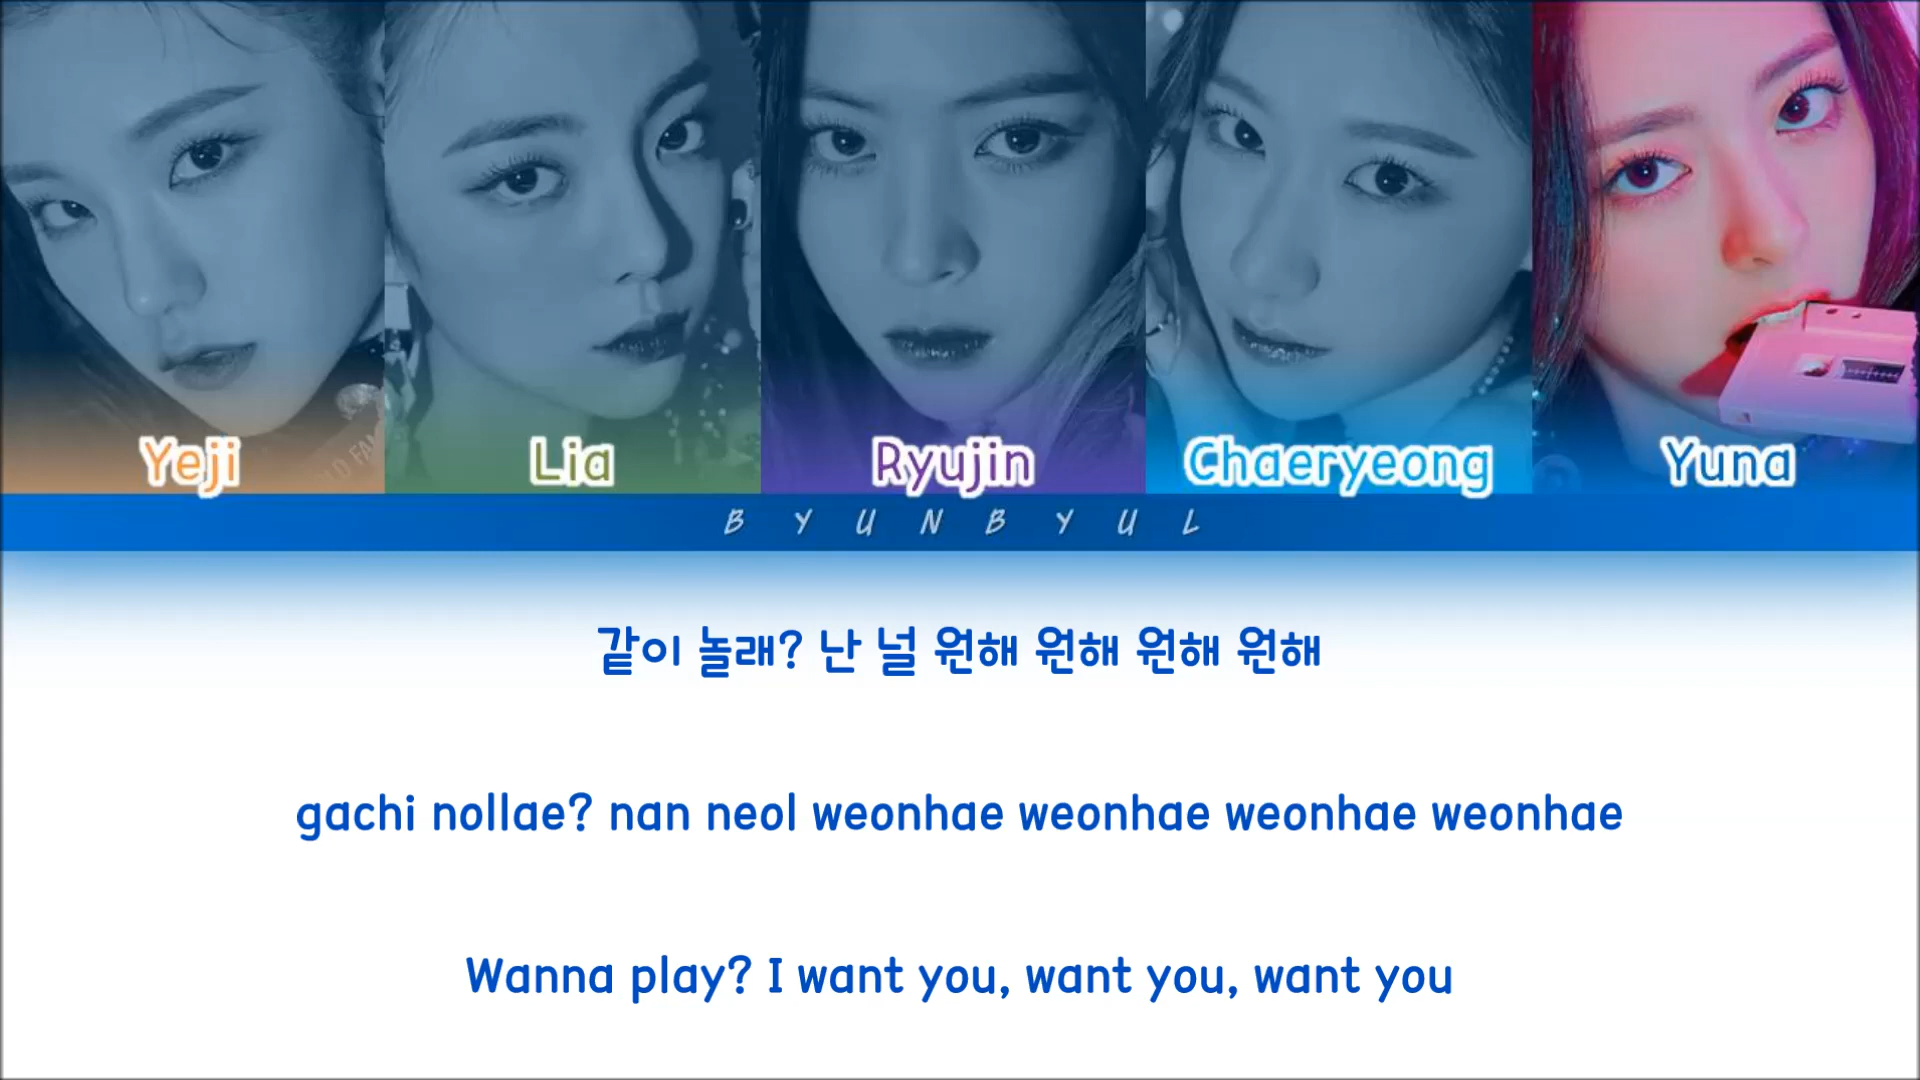 Yeji Lia Ryujin Chaeryeong Yuna
BYUNBYUL
같이 놀래? 난 널 원해 원해 원해 원해
gachi nollae? nan neol weonhae weonhae weonhae weonhae
Wanna play? I want you, want you, want you